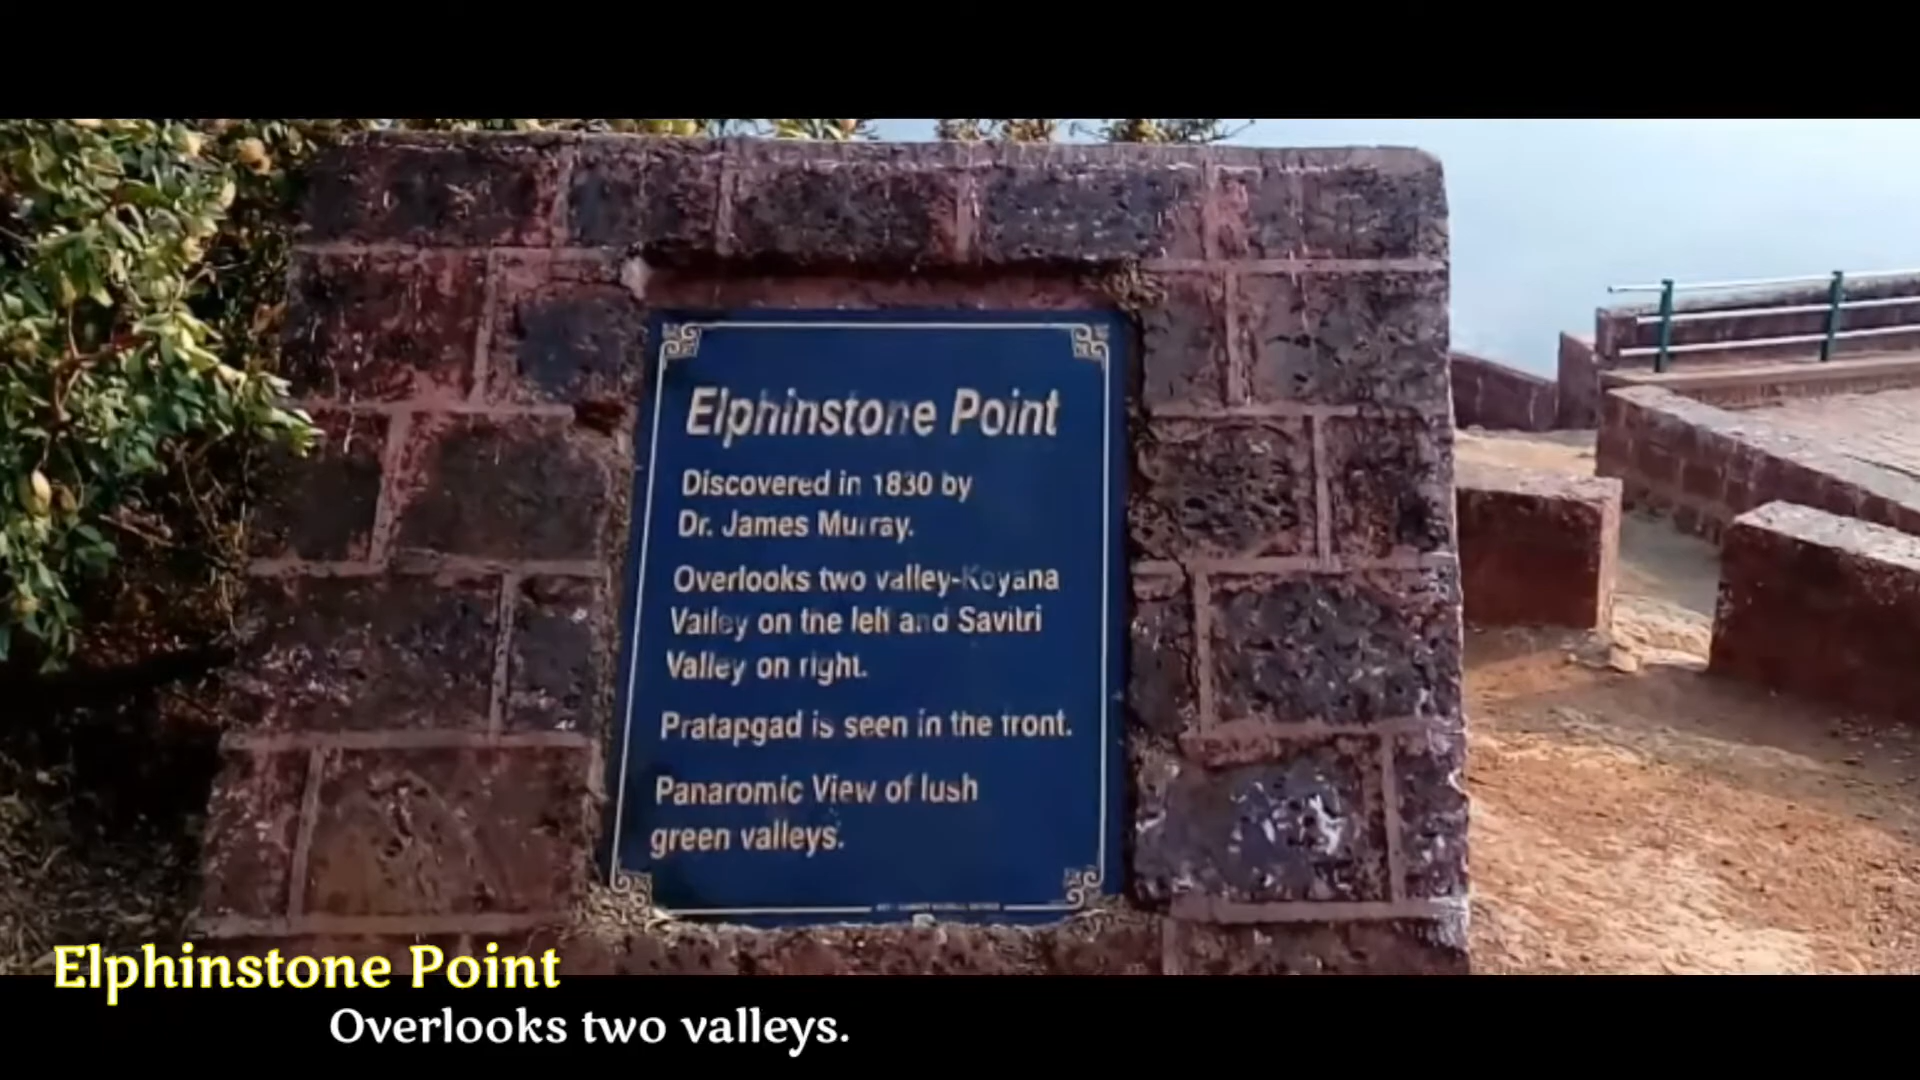 Elphinstone Point
Discovered in 1830 by
Dr. James Murray.
Overlooks two valley-Koyana
Valley on the left and Savitri
Valley on right.
Pratapgad is seen in the front.
Panaromic View of lush
green valleys.
Elphinstone Point
Overlooks two valleys.